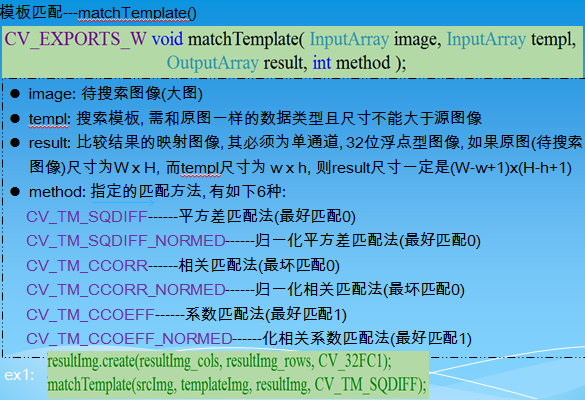 模板匹配---matchTemplate()
CV_EXPORTS_W void matchTemplate( InputArray image, InputArray templ,
OutputArray result, int method );
● image: 待搜索图像(大图)
● templ: 搜索模板, 需和原图一样的数据类型且尺寸不能大于源图像
● result: 比较结果的映射图像, 其必须为单通道, 32位浮点型图像, 如果原图(待搜索
图像)尺寸为W x H, 而templ尺寸为 w x h, 则result尺寸一定是(W-w+1)x(H-h+1)
● method: 指定的匹配方法, 有如下6种:
CV_TM_SQDIFF------平方差匹配法(最好匹配0)
CV_TM_SQDIFF_NORMED------归一化平方差匹配法(最好匹配0)
CV_TM_CCORR------相关匹配法(最坏匹配0)
CV_TM_CCORR_NORMED------归一化相关匹配法(最坏匹配0)
CV_TM_CCOEFF------系数匹配法(最好匹配1)
CV_TM_CCOEFF_NORMED------化相关系数匹配法(最好匹配1)
ex1:
resultImg.create(resultImg_cols, resultImg_rows, CV_32FC1);
matchTemplate(srcImg, templateImg, resultImg, CV_TM_SQDIFF);